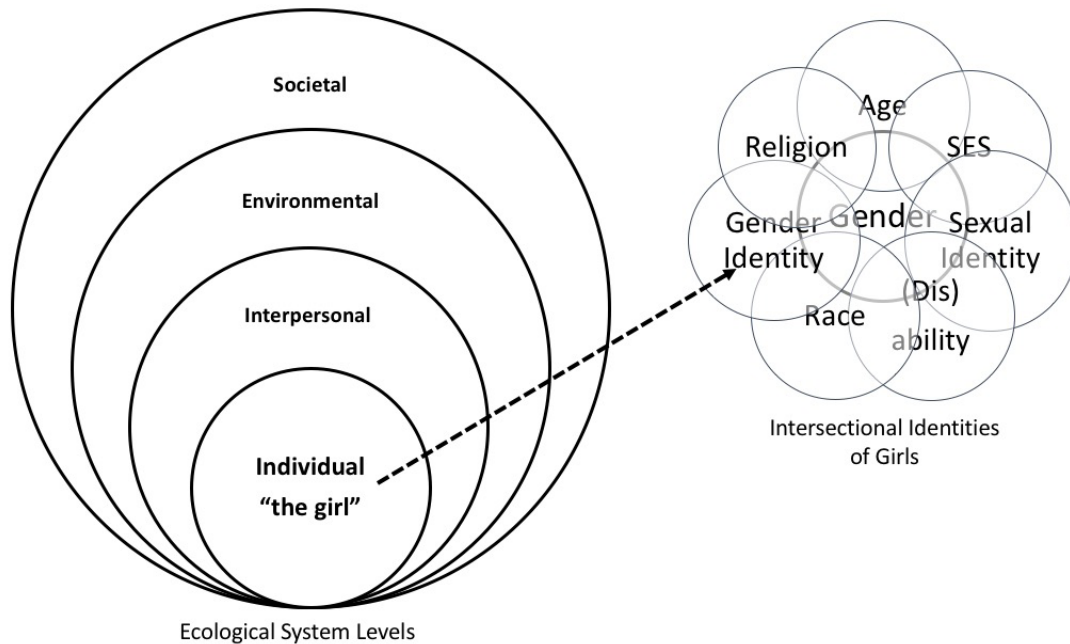 Societal
Environmental
Interpersonal
Individual
“the girl”
Ecological System Levels
Age
Religion
SES
Gender
Gender
Identity
Sexual
Identity
(Dis)
ability
Race
Intersectional Identities
of Girls